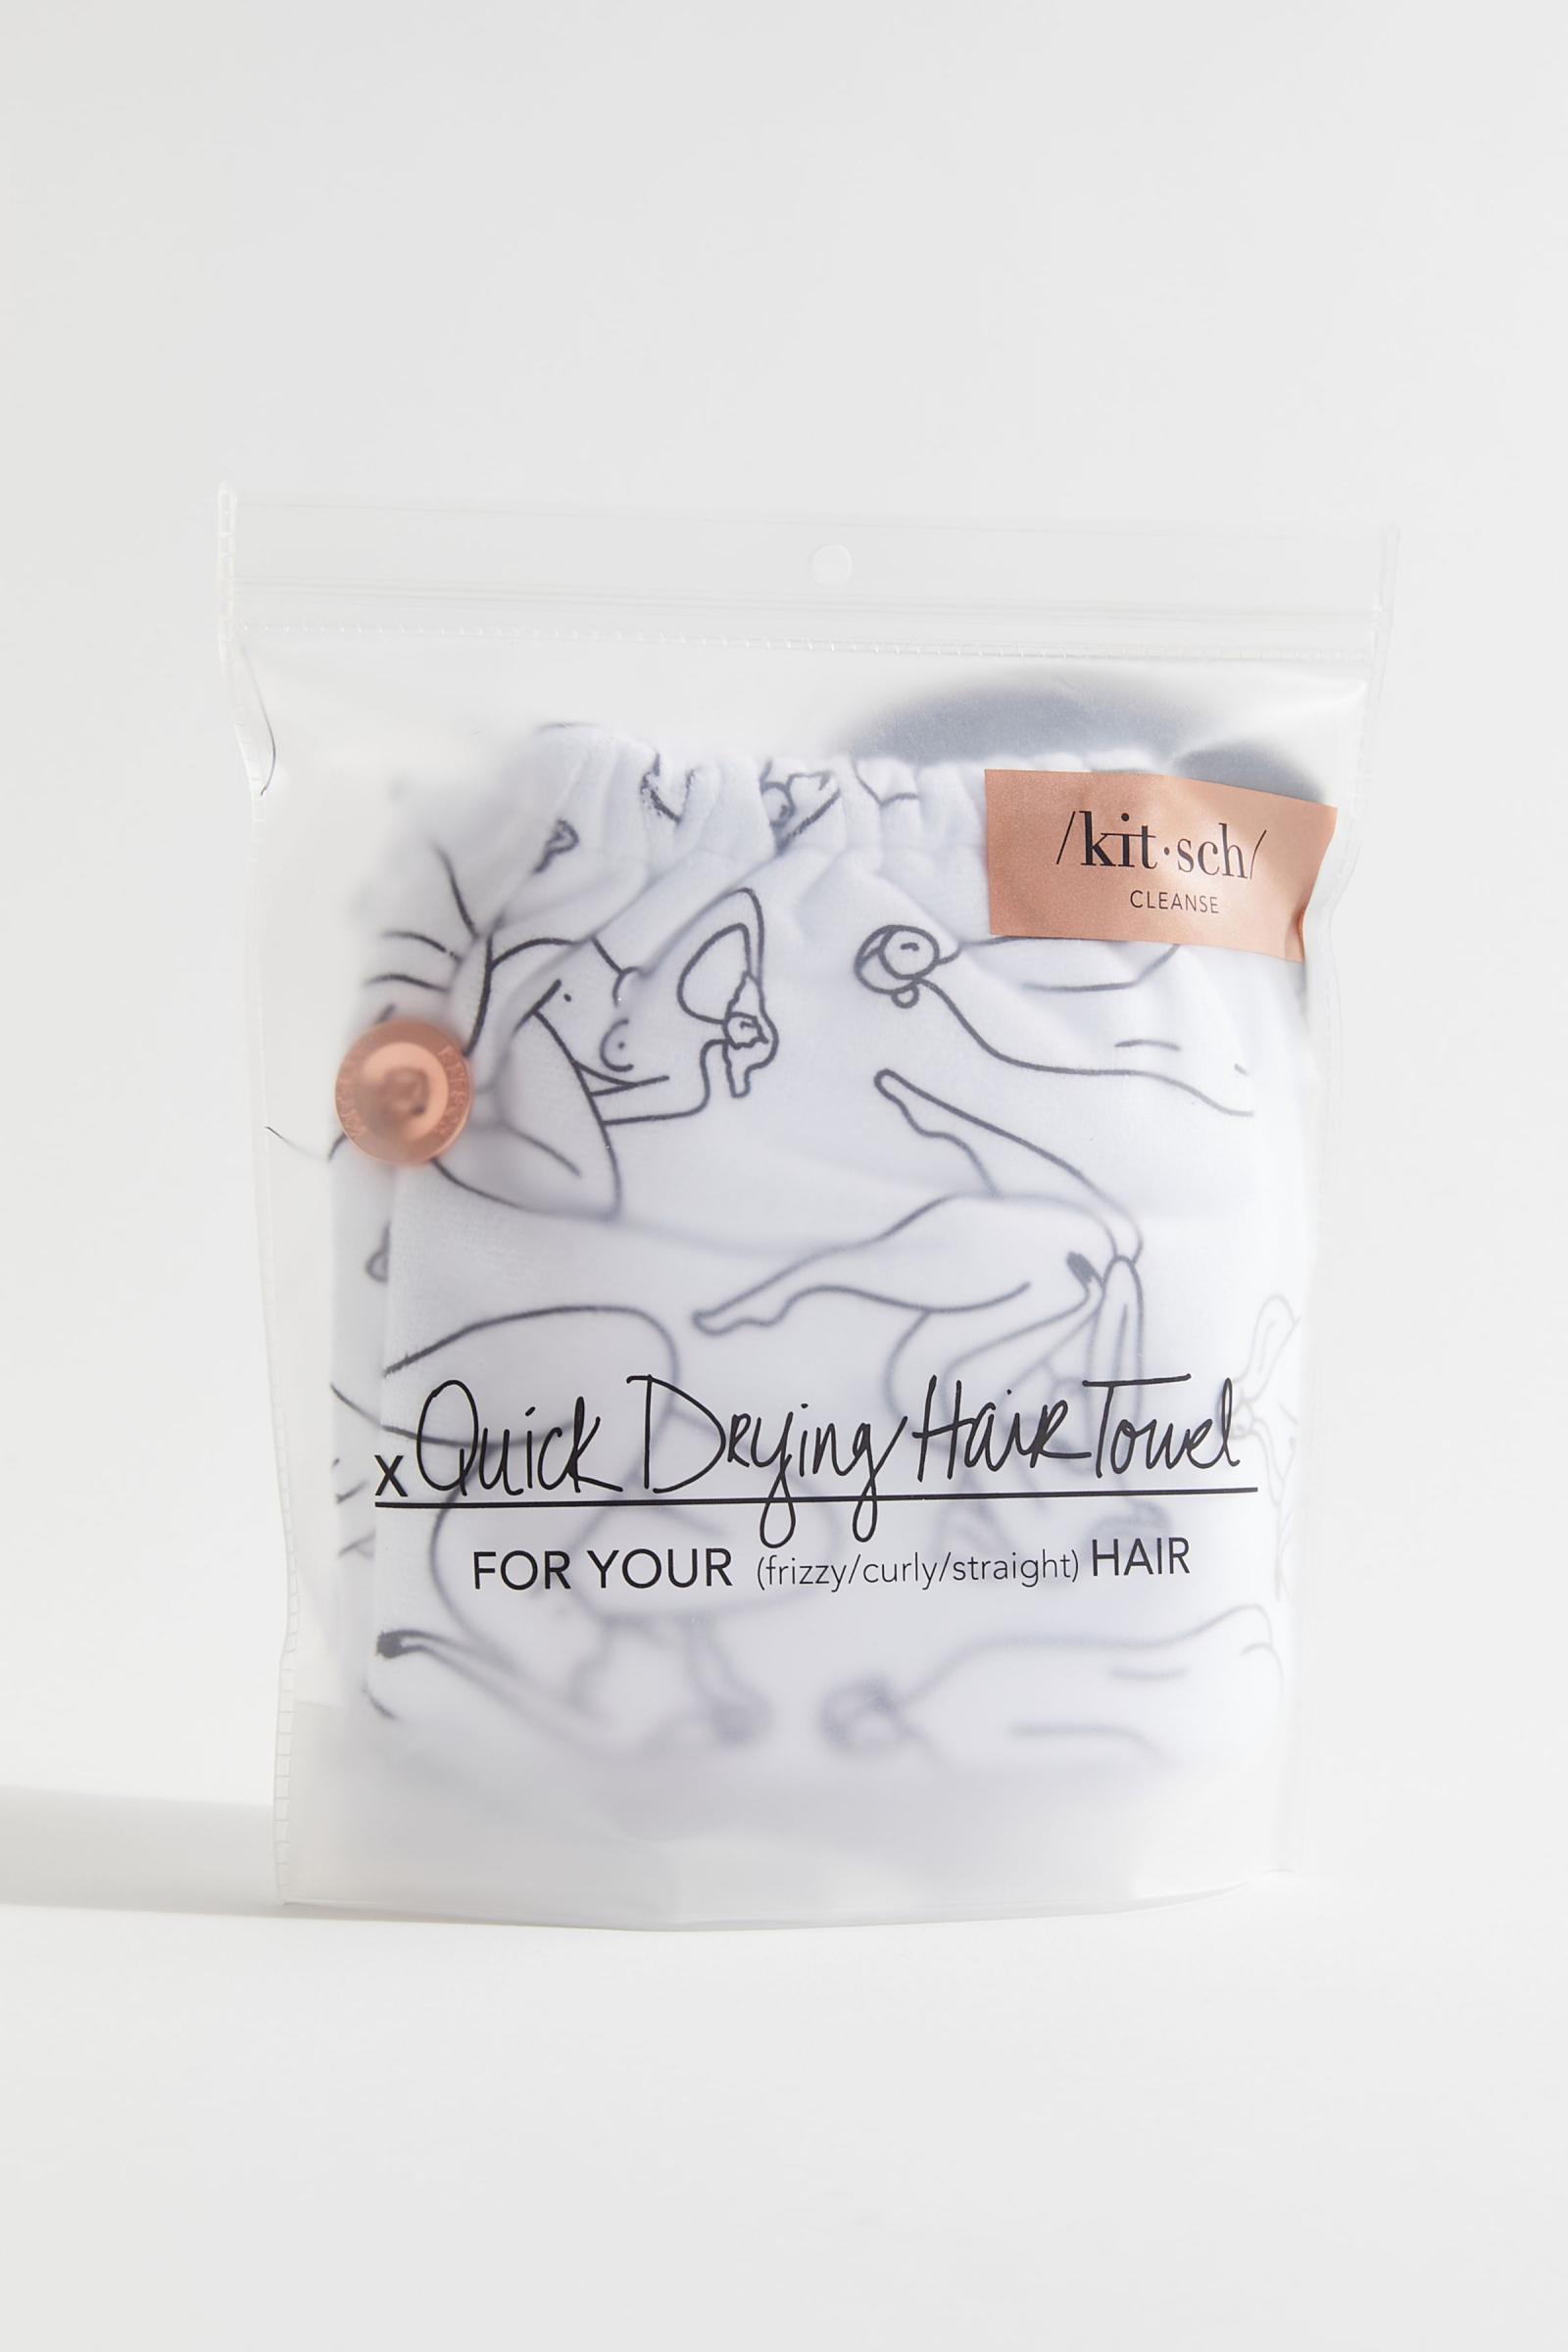 /kit·sch/
CLEANSE
x Quick Drying Hair Towel
FOR YOUR (frizzy/curly/straight) HAIR